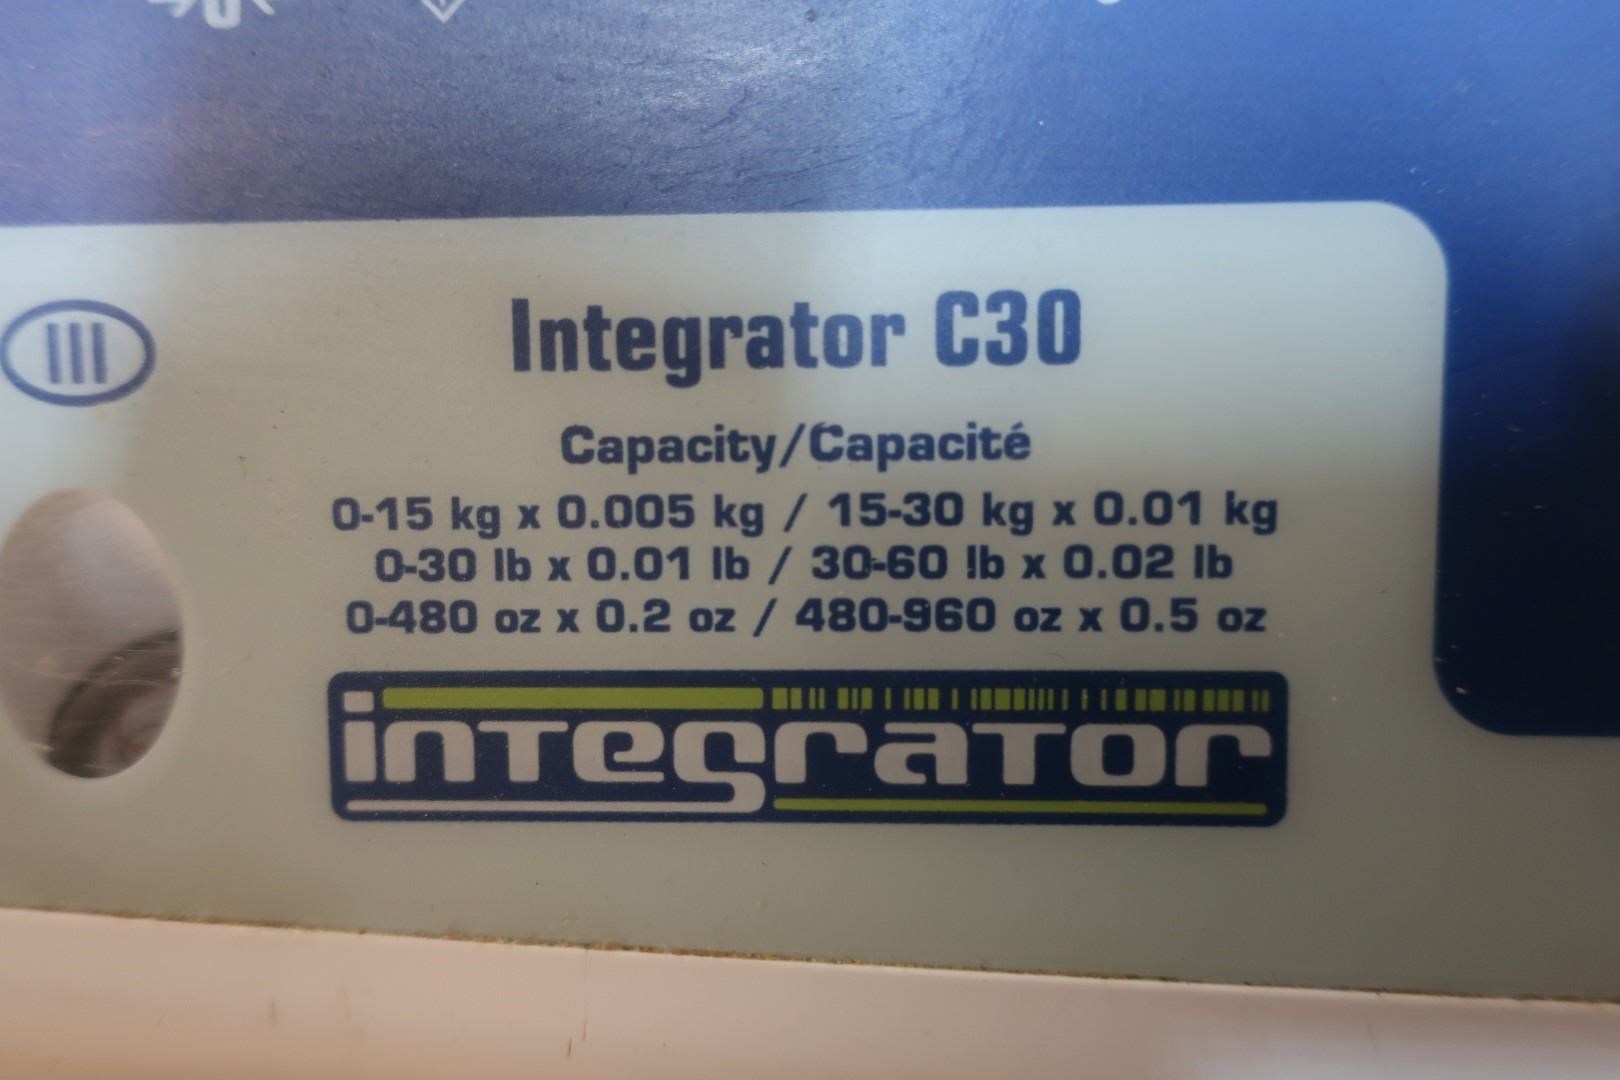 III
Integrator C30
Capacity/Capacité
0-15 kg x 0.005 kg / 15-30 kg x 0.01 kg
0-30 lb x 0.01 lb / 30-60 lb x 0.02 lb
0-480 oz x 0.2 oz / 480-960 oz x 0.5 oz
integrator